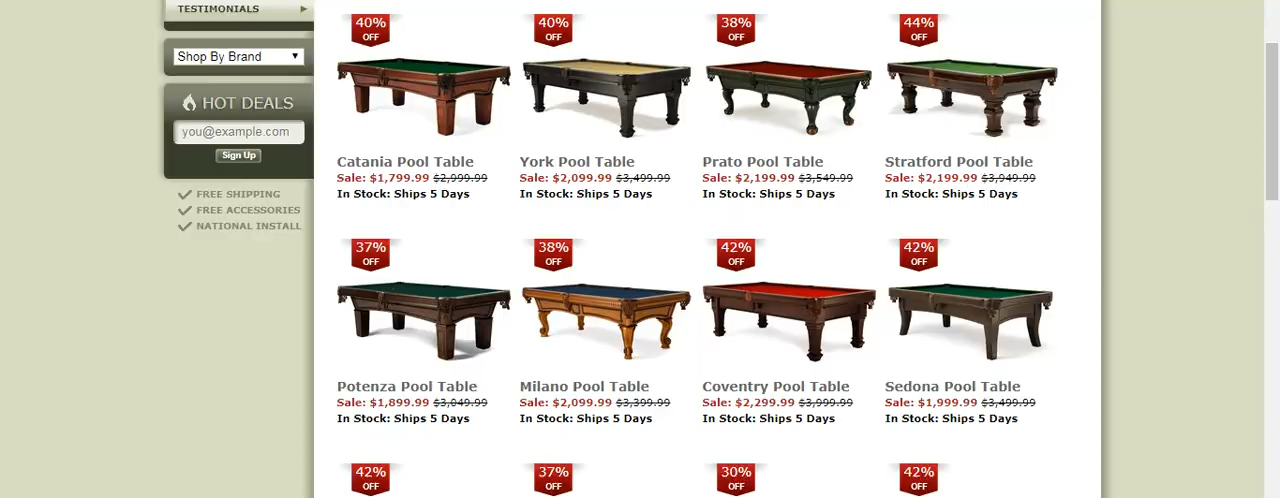 TESTIMONIALS
Shop By Brand
HOT DEALS
you@example.com
Sign Up
FREE SHIPPING
FREE ACCESSORIES
NATIONAL INSTALL
40% OFF
40% OFF
38% OFF
44% OFF
Catania Pool Table
Sale: $1,799.99 $2,999.99
In Stock: Ships 5 Days
York Pool Table
Sale: $2,099.99 $3,499.99
In Stock: Ships 5 Days
Prato Pool Table
Sale: $2,199.99 $3,549.99
In Stock: Ships 5 Days
Stratford Pool Table
Sale: $2,199.99 $3,949.99
In Stock: Ships 5 Days
37% OFF
38% OFF
42% OFF
42% OFF
Potenza Pool Table
Sale: $1,899.99 $3,049.99
In Stock: Ships 5 Days
Milano Pool Table
Sale: $2,099.99 $3,399.99
In Stock: Ships 5 Days
Coventry Pool Table
Sale: $2,299.99 $3,999.99
In Stock: Ships 5 Days
Sedona Pool Table
Sale: $1,999.99 $3,499.99
In Stock: Ships 5 Days
42% OFF
37% OFF
30% OFF
42% OFF